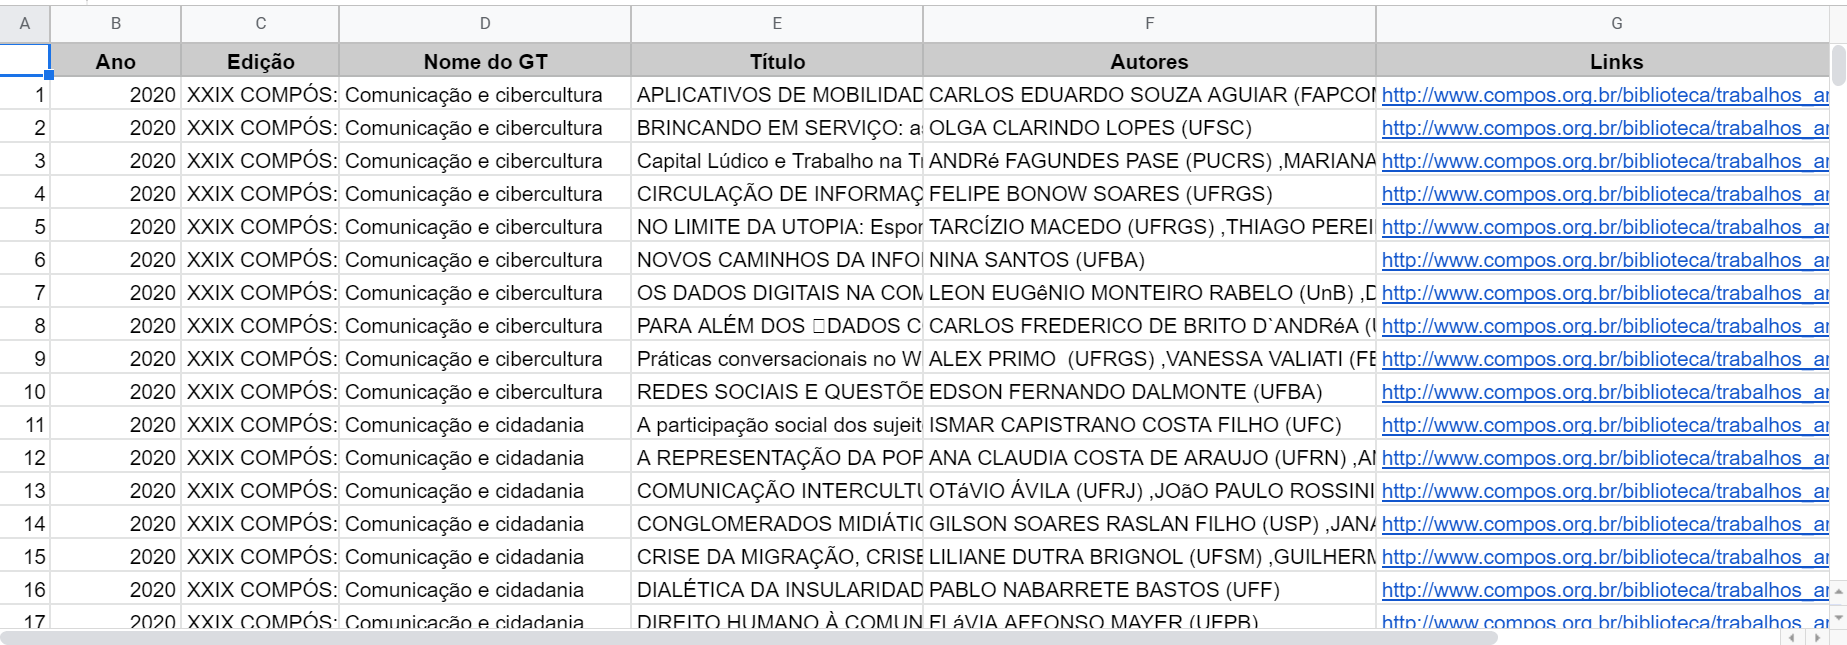 A B C D E F G
Ano Edição Nome do GT Título Autores Links
1 2020 XXIX COMPÓS: Comunicação e cibercultura APLICATIVOS DE MOBILIDAD CARLOS EDUARDO SOUZA AGUIAR (FAPCOM http://www.compos.org.br/biblioteca/trabalhos_ar
2 2020 XXIX COMPÓS: Comunicação e cibercultura BRINCANDO EM SERVIÇO: as OLGA CLARINDO LOPES (UFSC) http://www.compos.org.br/biblioteca/trabalhos_ar
3 2020 XXIX COMPÓS: Comunicação e cibercultura Capital Lúdico e Trabalho na Tr ANDRé FAGUNDES PASE (PUCRS) ,MARIANA http://www.compos.org.br/biblioteca/trabalhos_ar
4 2020 XXIX COMPÓS: Comunicação e cibercultura CIRCULAÇÃO DE INFORMAÇ FELIPE BONOW SOARES (UFRGS) http://www.compos.org.br/biblioteca/trabalhos_ar
5 2020 XXIX COMPÓS: Comunicação e cibercultura NO LIMITE DA UTOPIA: Espor TARCÍZIO MACEDO (UFRGS) ,THIAGO PEREI http://www.compos.org.br/biblioteca/trabalhos_ar
6 2020 XXIX COMPÓS: Comunicação e cibercultura NOVOS CAMINHOS DA INFO NINA SANTOS (UFBA) http://www.compos.org.br/biblioteca/trabalhos_ar
7 2020 XXIX COMPÓS: Comunicação e cibercultura OS DADOS DIGITAIS NA COM LEON EUGêNIO MONTEIRO RABELO (UnB) ,D http://www.compos.org.br/biblioteca/trabalhos_ar
8 2020 XXIX COMPÓS: Comunicação e cibercultura PARA ALÉM DOS □DADOS C CARLOS FREDERICO DE BRITO D`ANDRéA (U http://www.compos.org.br/biblioteca/trabalhos_ar
9 2020 XXIX COMPÓS: Comunicação e cibercultura Práticas conversacionais no W ALEX PRIMO (UFRGS) ,VANESSA VALIATI (FE http://www.compos.org.br/biblioteca/trabalhos_ar
10 2020 XXIX COMPÓS: Comunicação e cibercultura REDES SOCIAIS E QUESTÕE EDSON FERNANDO DALMONTE (UFBA) http://www.compos.org.br/biblioteca/trabalhos_ar
11 2020 XXIX COMPÓS: Comunicação e cidadania A participação social dos sujeit ISMAR CAPISTRANO COSTA FILHO (UFC) http://www.compos.org.br/biblioteca/trabalhos_ar
12 2020 XXIX COMPÓS: Comunicação e cidadania A REPRESENTAÇÃO DA POP ANA CLAUDIA COSTA DE ARAUJO (UFRN) ,AN http://www.compos.org.br/biblioteca/trabalhos_ar
13 2020 XXIX COMPÓS: Comunicação e cidadania COMUNICAÇÃO INTERCULTU OTáVIO ÁVILA (UFRJ) ,JOãO PAULO ROSSINI http://www.compos.org.br/biblioteca/trabalhos_ar
14 2020 XXIX COMPÓS: Comunicação e cidadania CONGLOMERADOS MIDIÁTIC GILSON SOARES RASLAN FILHO (USP) ,JANA http://www.compos.org.br/biblioteca/trabalhos_ar
15 2020 XXIX COMPÓS: Comunicação e cidadania CRISE DA MIGRAÇÃO, CRISE LILIANE DUTRA BRIGNOL (UFSM) ,GUILHERM http://www.compos.org.br/biblioteca/trabalhos_ar
16 2020 XXIX COMPÓS: Comunicação e cidadania DIALÉTICA DA INSULARIDAD PABLO NABARRETE BASTOS (UFF) http://www.compos.org.br/biblioteca/trabalhos_ar
17 2020 XXIX COMPÓS: Comunicação e cidadania DIREITO HUMANO À COMUN FLáVIA AFFONSO MAYER (UFPB) http://www.compos.org.br/biblioteca/trabalhos_ar